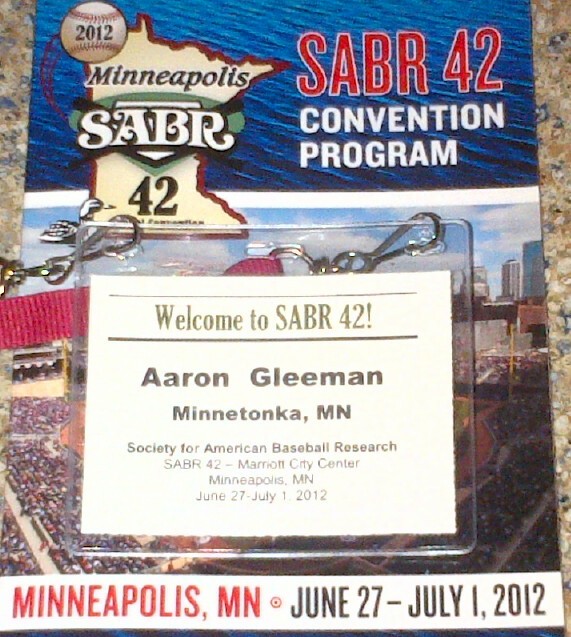 2012
Minneapolis
SABR
42
SABR 42
CONVENTION
PROGRAM
Welcome to SABR 42!
Aaron Gleeman
Minnetonka, MN
Society for American Baseball Research
SABR 42 – Marriott City Center
Minneapolis, MN
June 27-July 1, 2012
MINNEAPOLIS, MN JUNE 27 – JULY 1, 2012